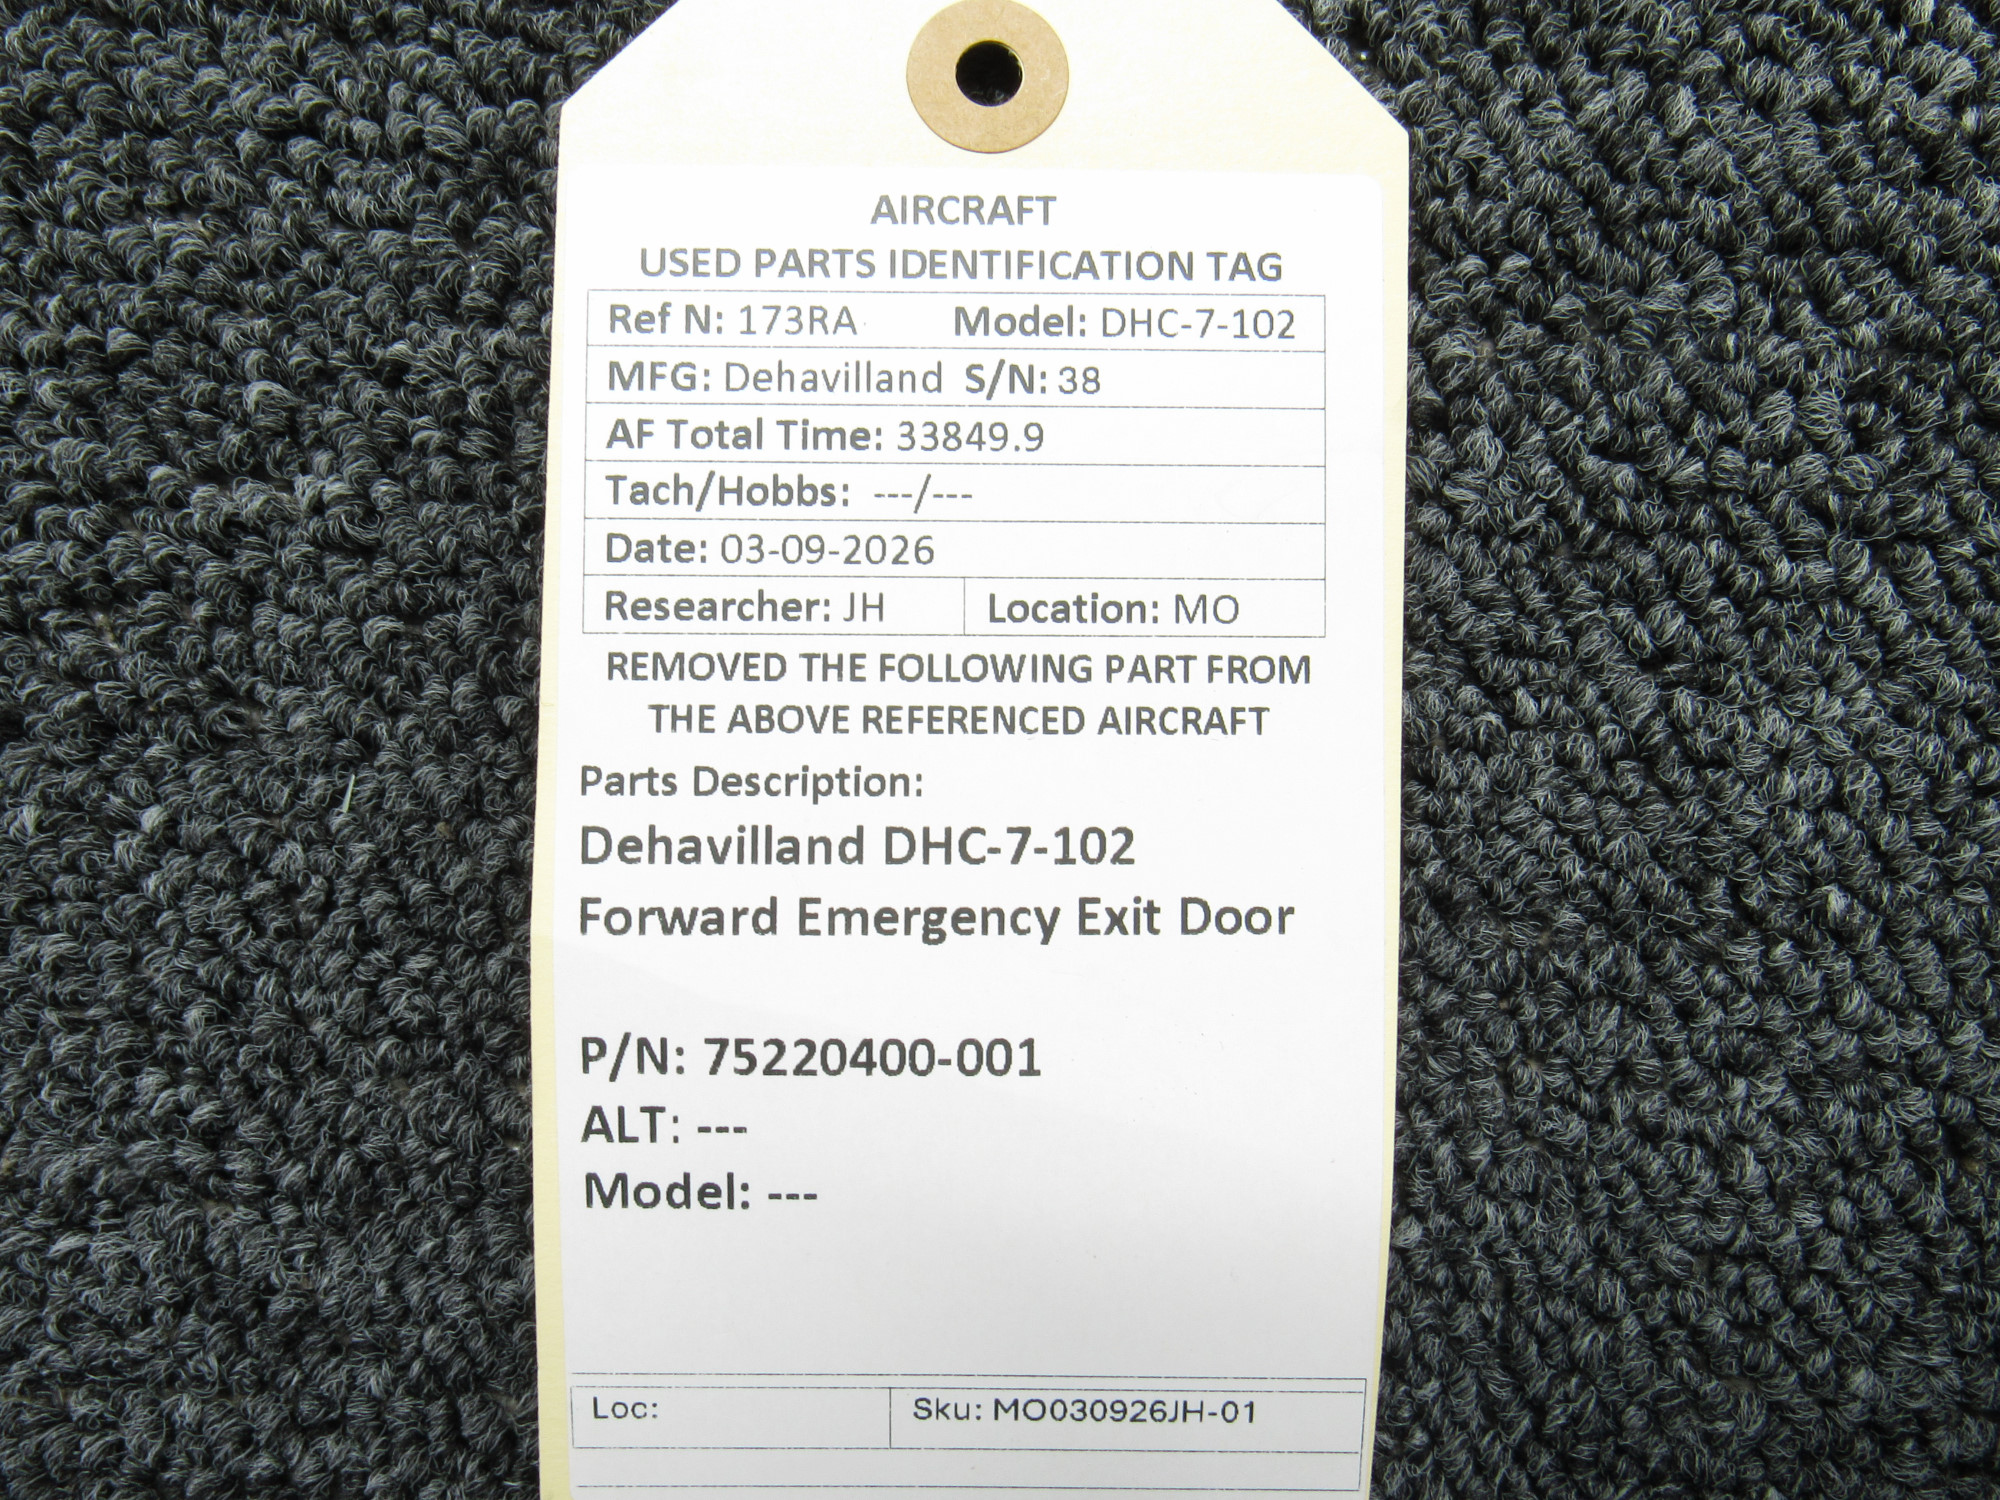 AIRCRAFT
USED PARTS IDENTIFICATION TAG
Ref N: 173RA Model: DHC-7-102
MFG: Dehavilland S/N: 38
AF Total Time: 33849.9
Tach/Hobbs: ---/---
Date: 03-09-2026
Researcher: JH Location: MO
REMOVED THE FOLLOWING PART FROM
THE ABOVE REFERENCED AIRCRAFT
Parts Description:
Dehavilland DHC-7-102
Forward Emergency Exit Door
P/N: 75220400-001
ALT: ---
Model: ---
Loc: Sku: MO030926JH-01